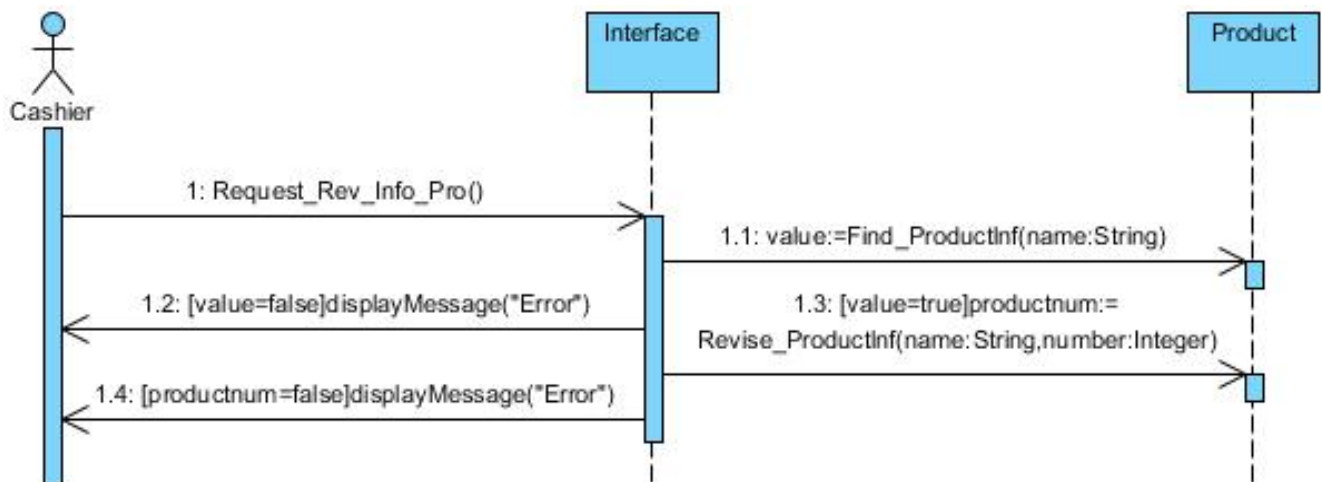 Interface
Product
Cashier
1: Request_Rev_Info_Pro()
1.1: value:=Find_ProductInf(name:String)
1.2: [value=false]displayMessage("Error")
1.3: [value=true]productnum:=
Revise_ProductInf(name:String,number:Integer)
1.4: [productnum=false]displayMessage("Error")